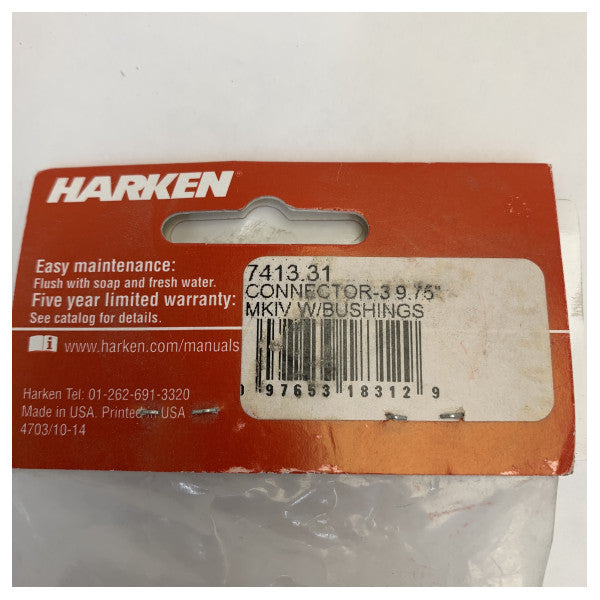 HARKEN®
Easy maintenance:
Flush with soap and fresh water.
Five year limited warranty:
See catalog for details.
www.harken.com/manuals
Harken Tel: 01-262-691-3320
Made in USA. Printed USA
4703/10-14
7413.31
CONNECTOR-3 9.75"
MKIV W/BUSHINGS
97653 18312 9